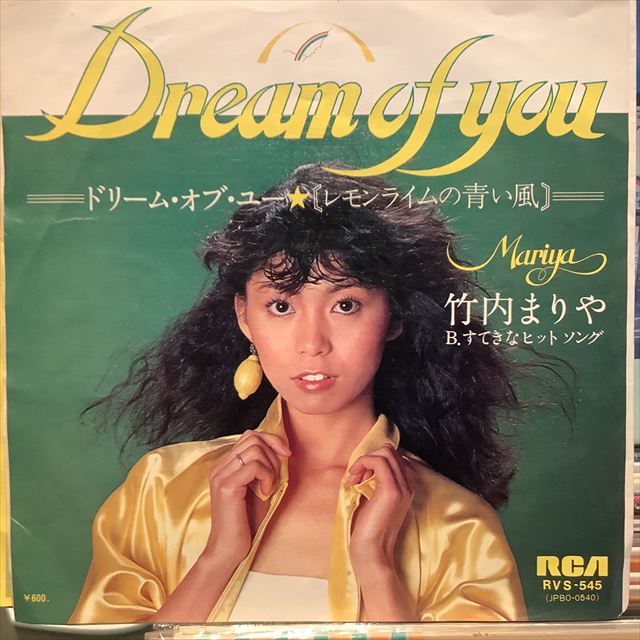 Dream of you
ドリーム・オブ・ユー★《レモンライムの青い風》
Mariya
竹内まりや
B.すてきなヒット ソング
RCA
RVS-545
(JPBO-0540)
¥600.